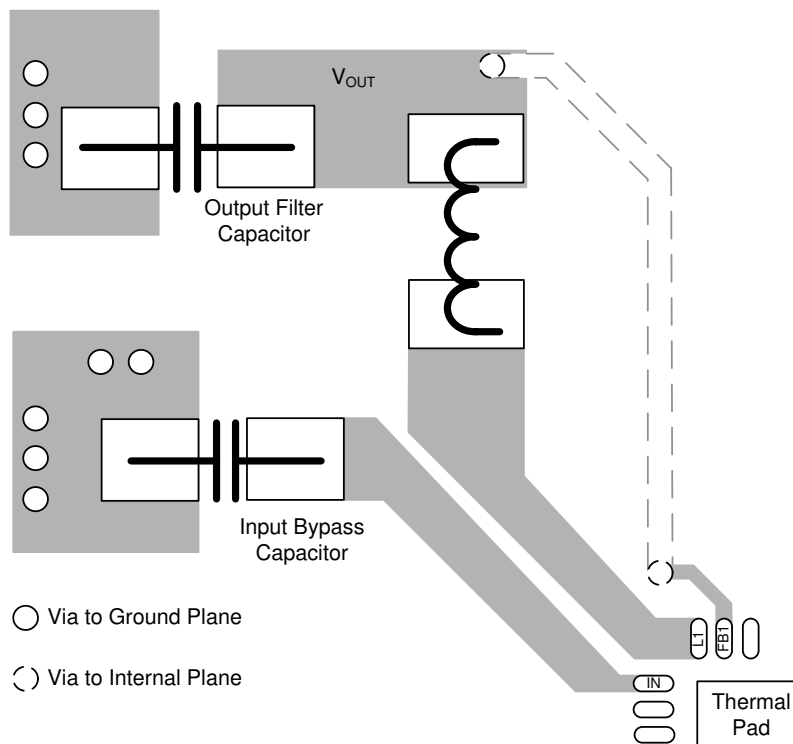 VOUT
Output Filter
Capacitor
Input Bypass
Capacitor
Via to Ground Plane
Via to Internal Plane
L1
FB1
IN
Thermal
Pad